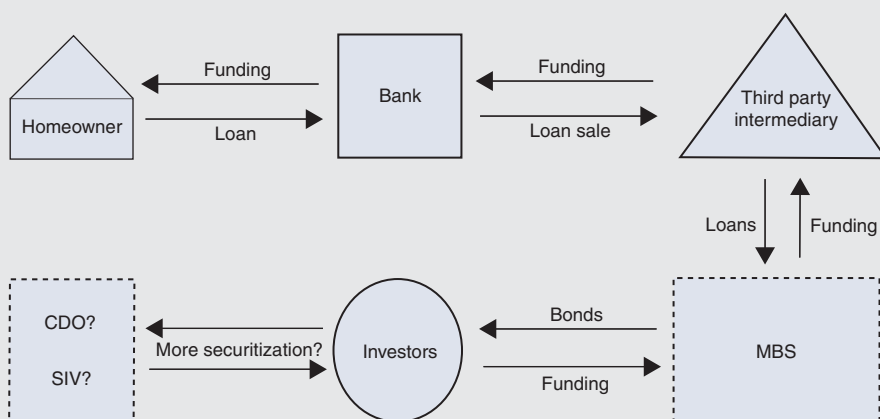 Homeowner
Funding
Loan
Bank
Funding
Loan sale
Third party
intermediary
Loans
Funding
CDO?
SIV?
More securitization?
Investors
Bonds
Funding
MBS